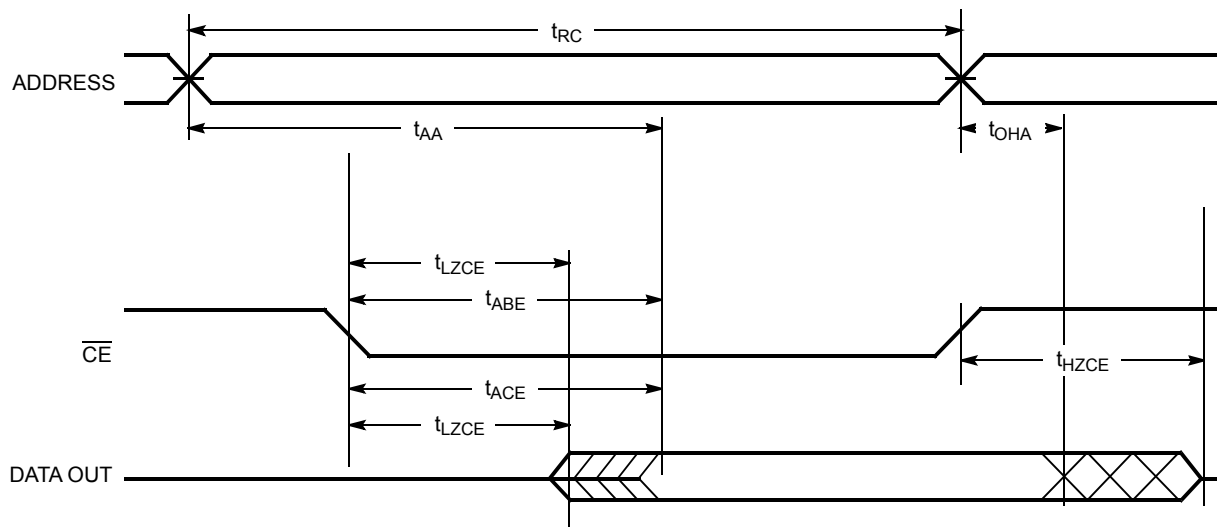 tRC
ADDRESS
tAA
tOHA
tLZCE
tABE
CE
tHZCE
tACE
tLZCE
DATA OUT